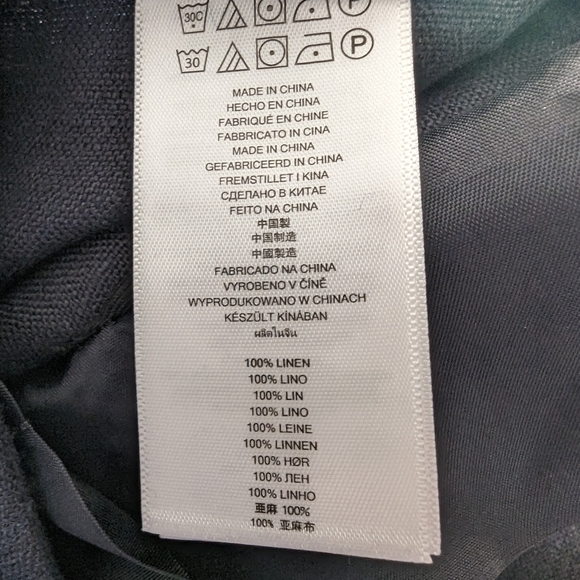 30C P
30 P
MADE IN CHINA
HECHO EN CHINA
FABRIQUÉ EN CHINE
FABBRICATO IN CINA
MADE IN CHINA
GEFABRICEERD IN CHINA
FREMSTILLET I KINA
СДЕЛАНО В КИТАЕ
FEITO NA CHINA
中国製
中国制造
中國製造
FABRICADO NA CHINA
VYROBENO V ČÍNĚ
WYPRODUKOWANO W CHINACH
KÉSZÜLT KÍNÁBAN
ผลิตในจีน
100% LINEN
100% LINO
100% LIN
100% LINO
100% LEINE
100% LINNEN
100% HØR
100% ЛЕН
100% LINHO
亜麻 100%
100% 亚麻布